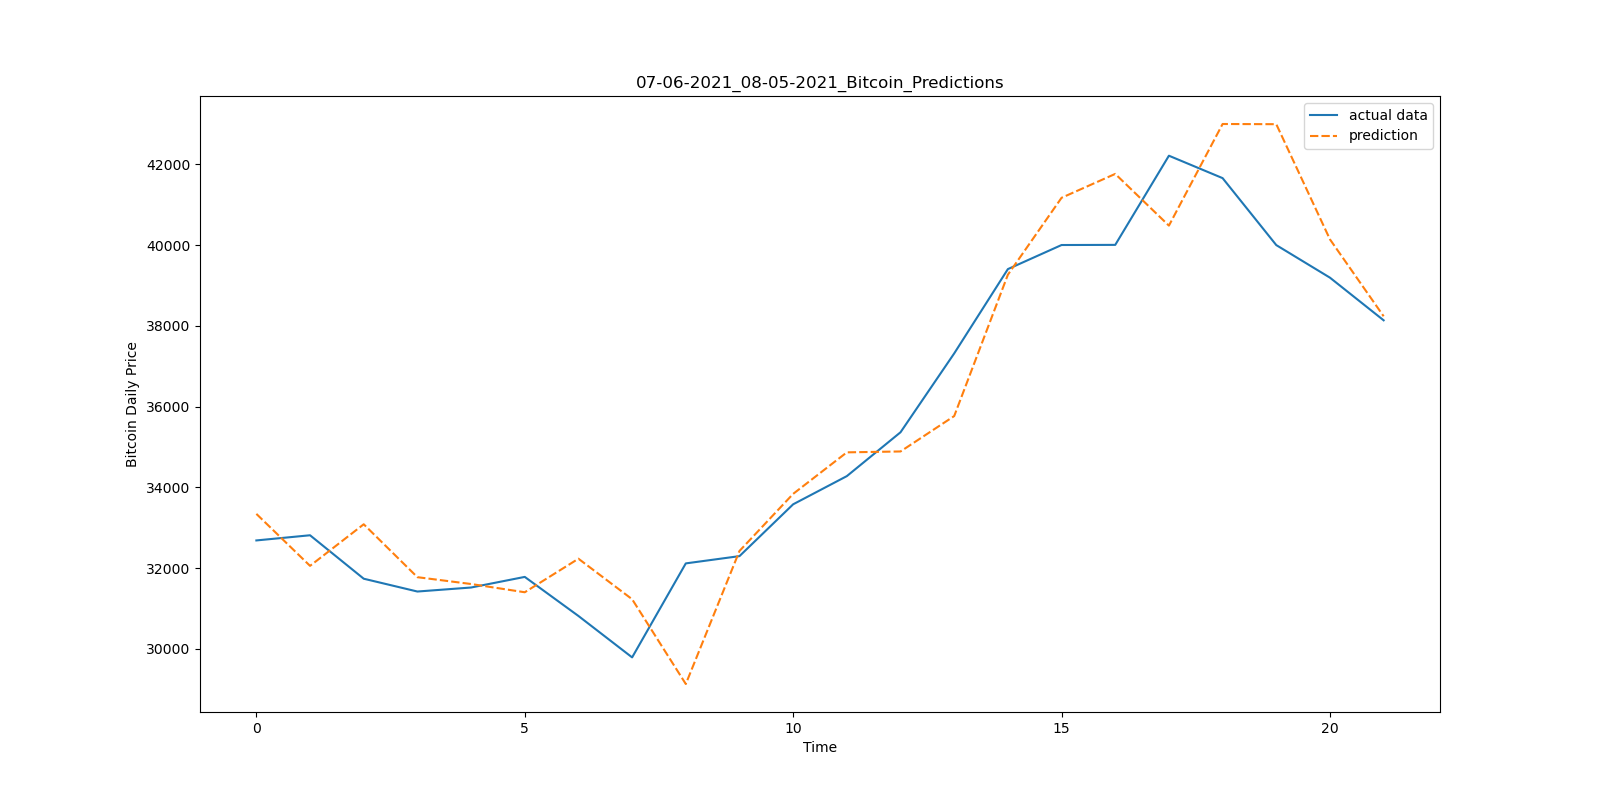 07-06-2021_08-05-2021_Bitcoin_Predictions
actual data
prediction
42000
40000
38000
36000
34000
32000
30000
Bitcoin Daily Price
0 5 10 15 20
Time